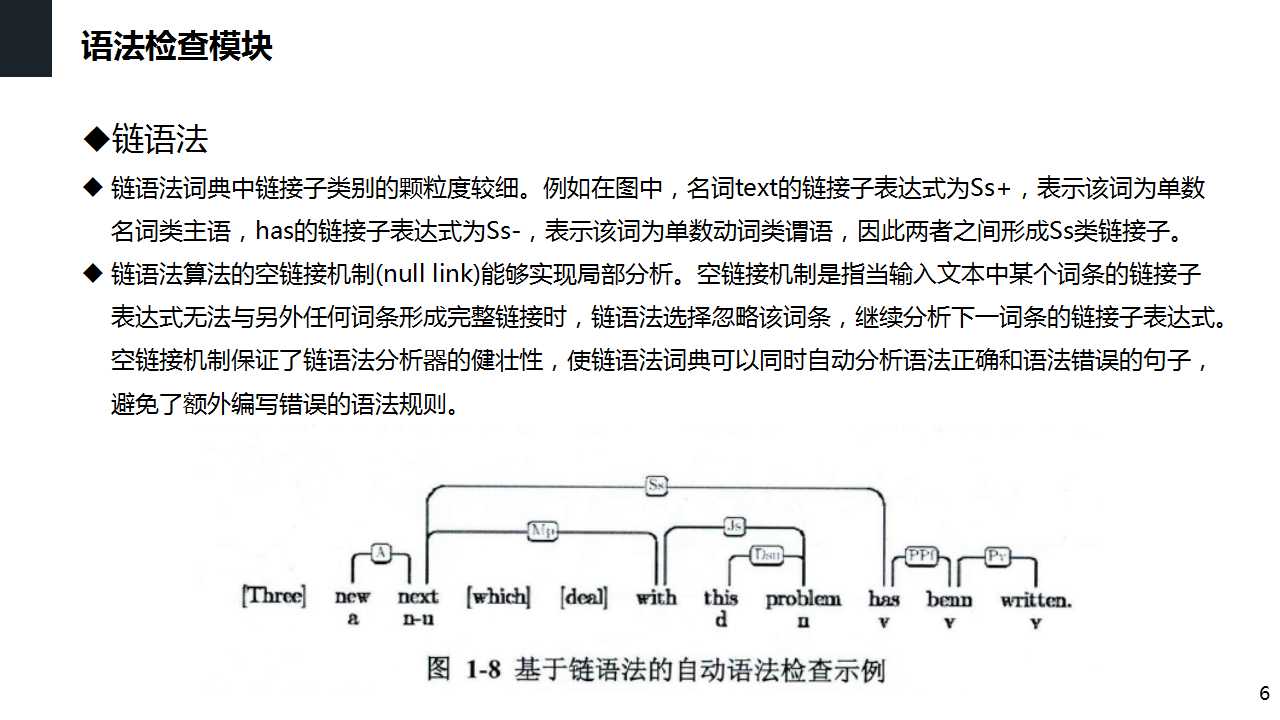 语法检查模块
◆链语法
◆ 链语法词典中链接子类别的颗粒度较细。例如在图中，名词text的链接子表达式为Ss+，表示该词为单数
名词类主语，has的链接子表达式为Ss-，表示该词为单数动词类谓语，因此两者之间形成Ss类链接子。
◆ 链语法算法的空链接机制(null link)能够实现局部分析。空链接机制是指当输入文本中某个词条的链接子
表达式无法与另外任何词条形成完整链接时，链语法选择忽略该词条，继续分析下一词条的链接子表达式。
空链接机制保证了链语法分析器的健壮性，使链语法词典可以同时自动分析语法正确和语法错误的句子，
避免了额外编写错误的语法规则。
Ss
Mp Js
A Dsu PPf Pv
[Three] new next [which] [deal] with this problem has benn written.
a n-u d n v v v
图 1-8 基于链语法的自动语法检查示例
6